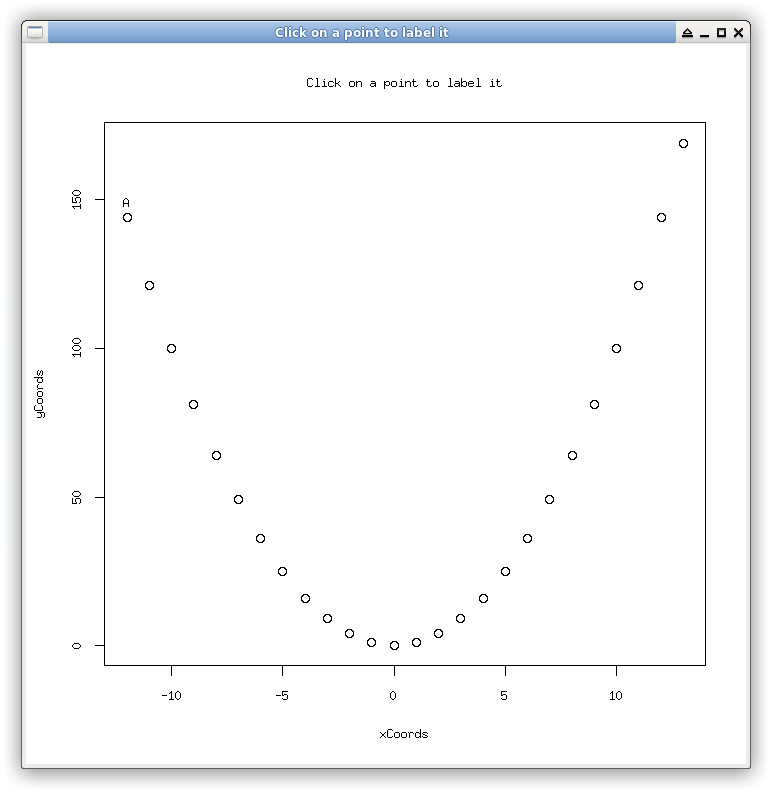 Click on a point to label it
Click on a point to label it
A
150
100
50
0
yCoords
-10 -5 0 5 10
xCoords